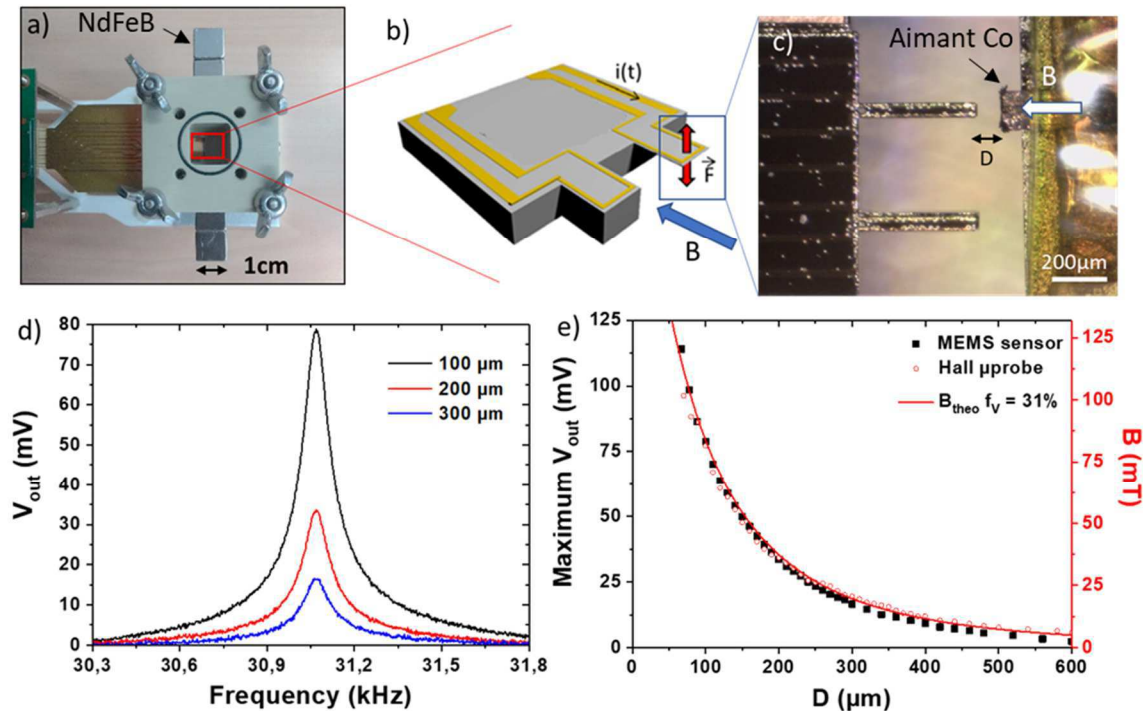 a)
NdFeB
1cm
b)
i(t)
F
B
c)
Aimant Co
B
D
200μm
d)
80
70
60
50
40
30
20
10
0
V_out (mV)
100 μm
200 μm
300 μm
30,3
30,6
30,9
31,2
31,5
31,8
Frequency (kHz)
e)
125
100
75
50
25
0
Maximum V_out (mV)
MEMS sensor
Hall μprobe
B_theo f_V = 31%
125
100
75
50
25
0
B (mT)
0
100
200
300
400
500
600
D (μm)